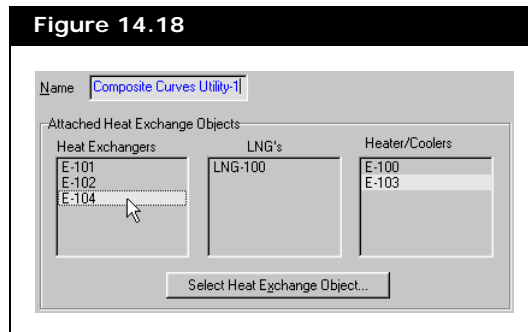 Figure 14.18
Name Composite Curves Utility-1
Attached Heat Exchange Objects
Heat Exchangers LNG's Heater/Coolers
E-101 LNG-100 E-100
E-102 E-103
E-104
Select Heat Exchange Object...